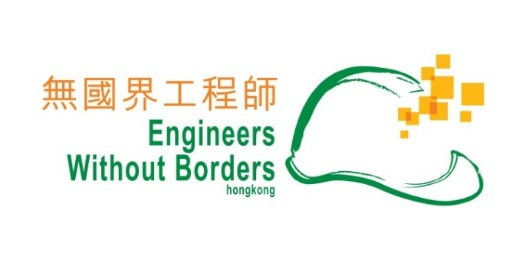 無國界工程師
Engineers
Without Borders
hongkong